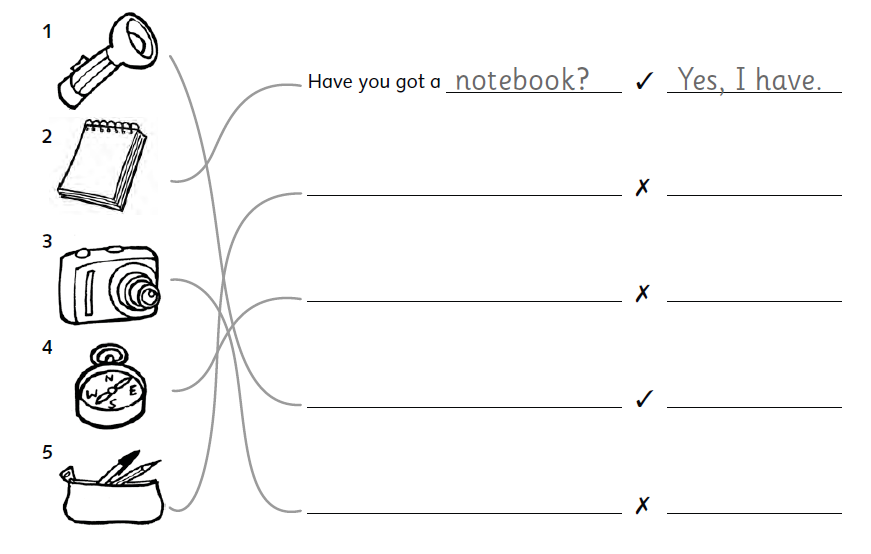 1
Have you got a notebook? ✓ Yes, I have.
2
✗
3
✗
4
N
W E
S
✓
5
✗